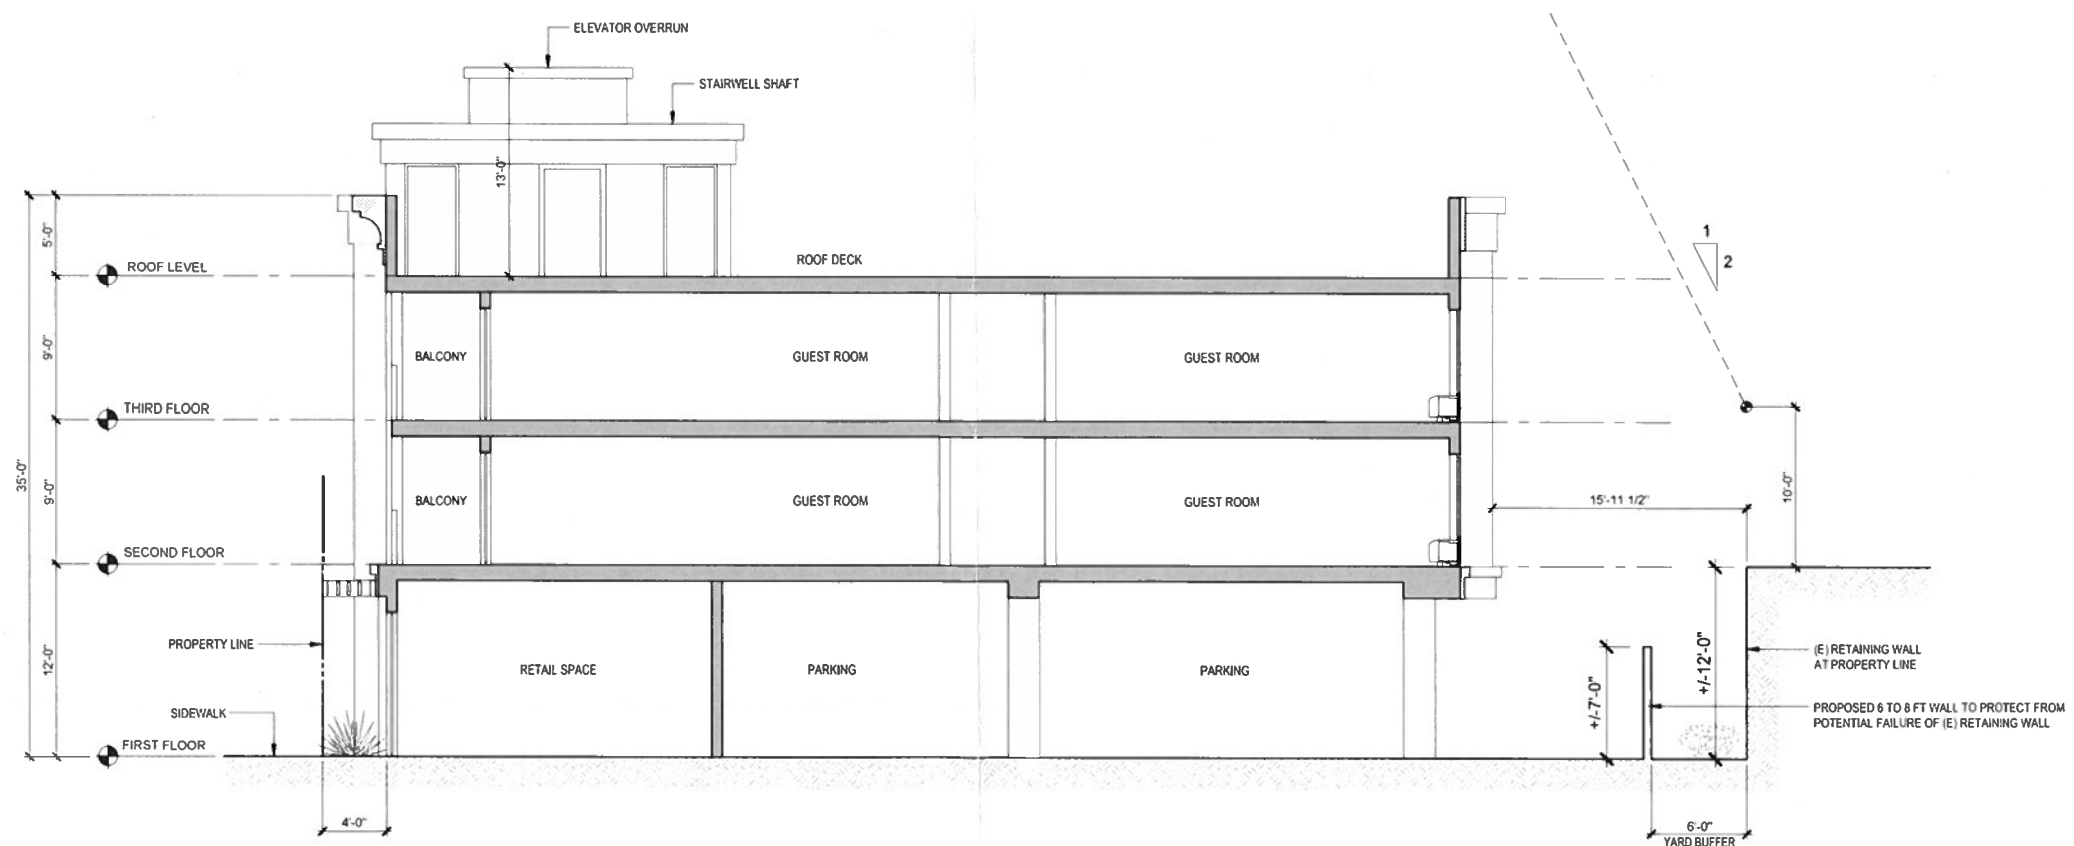 ELEVATOR OVERRUN
STAIRWELL SHAFT
13'-0"
5'-0"
1
2
ROOF LEVEL
ROOF DECK
9'-0"
BALCONY
GUEST ROOM
GUEST ROOM
THIRD FLOOR
35'-0"
9'-0"
BALCONY
GUEST ROOM
GUEST ROOM
15'-11 1/2"
10'-0"
SECOND FLOOR
12'-0"
PROPERTY LINE
RETAIL SPACE
PARKING
PARKING
+/-7'-0"
+/-12'-0"
(E) RETAINING WALL
AT PROPERTY LINE
SIDEWALK
PROPOSED 6 TO 8 FT WALL TO PROTECT FROM
POTENTIAL FAILURE OF (E) RETAINING WALL
FIRST FLOOR
4'-0"
6'-0"
YARD BUFFER